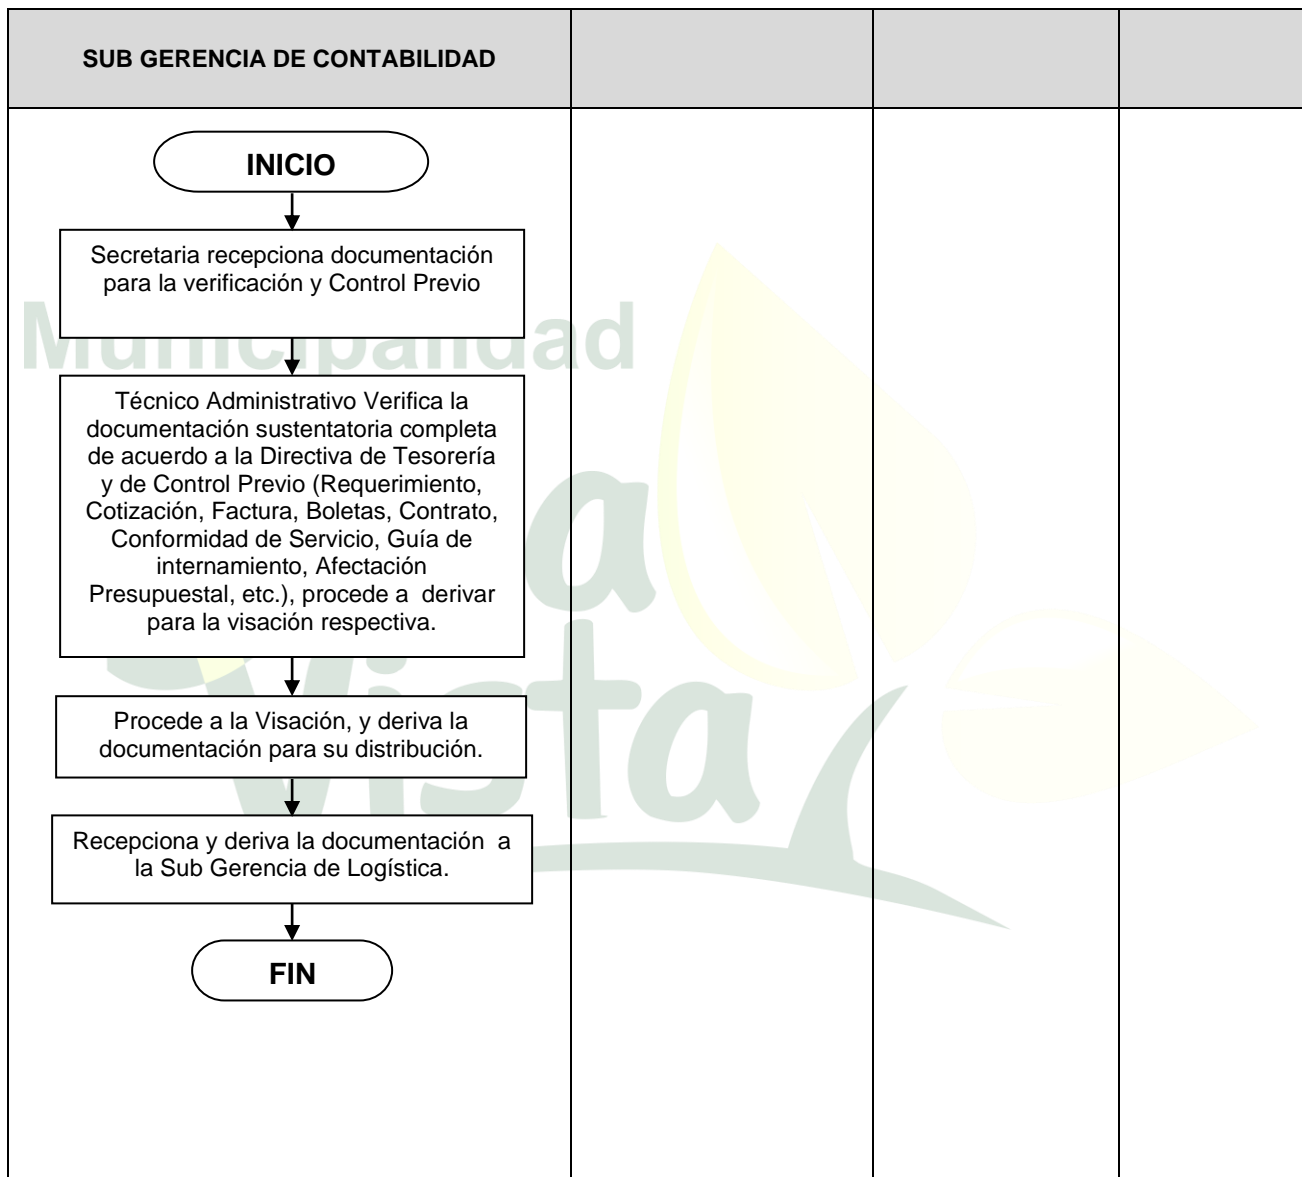 SUB GERENCIA DE CONTABILIDAD
INICIO
Secretaria recepciona documentación
para la verificación y Control Previo
Municipalidad
Técnico Administrativo Verifica la
documentación sustentatoria completa
de acuerdo a la Directiva de Tesorería
y de Control Previo (Requerimiento,
Cotización, Factura, Boletas, Contrato,
Conformidad de Servicio, Guía de
internamiento, Afectación
Presupuestal, etc.), procede a  derivar
para la visación respectiva.
Vista
Procede a la Visación, y deriva la
documentación para su distribución.
Recepciona y deriva la documentación  a
la Sub Gerencia de Logística.
FIN